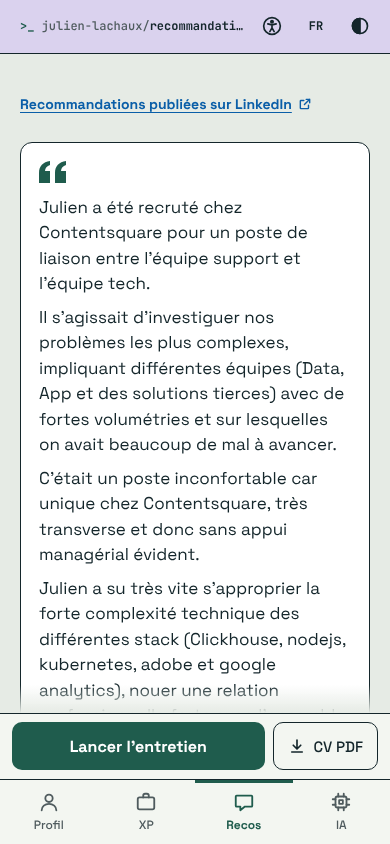 >_ julien-lachaux/recommandati…
FR
Recommandations publiées sur LinkedIn
Julien a été recruté chez
Contentsquare pour un poste de
liaison entre l'équipe support et
l'équipe tech.
Il s'agissait d'investiguer nos
problèmes les plus complexes,
impliquant différentes équipes (Data,
App et des solutions tierces) avec de
fortes volumétries et sur lesquelles
on avait beaucoup de mal à avancer.
C'était un poste inconfortable car
unique chez Contentsquare, très
transverse et donc sans appui
managérial évident.
Julien a su très vite s'approprier la
forte complexité technique des
différentes stack (Clickhouse, nodejs,
kubernetes, adobe et google
analytics), nouer une relation
Lancer l'entretien
CV PDF
Profil
XP
Recos
IA